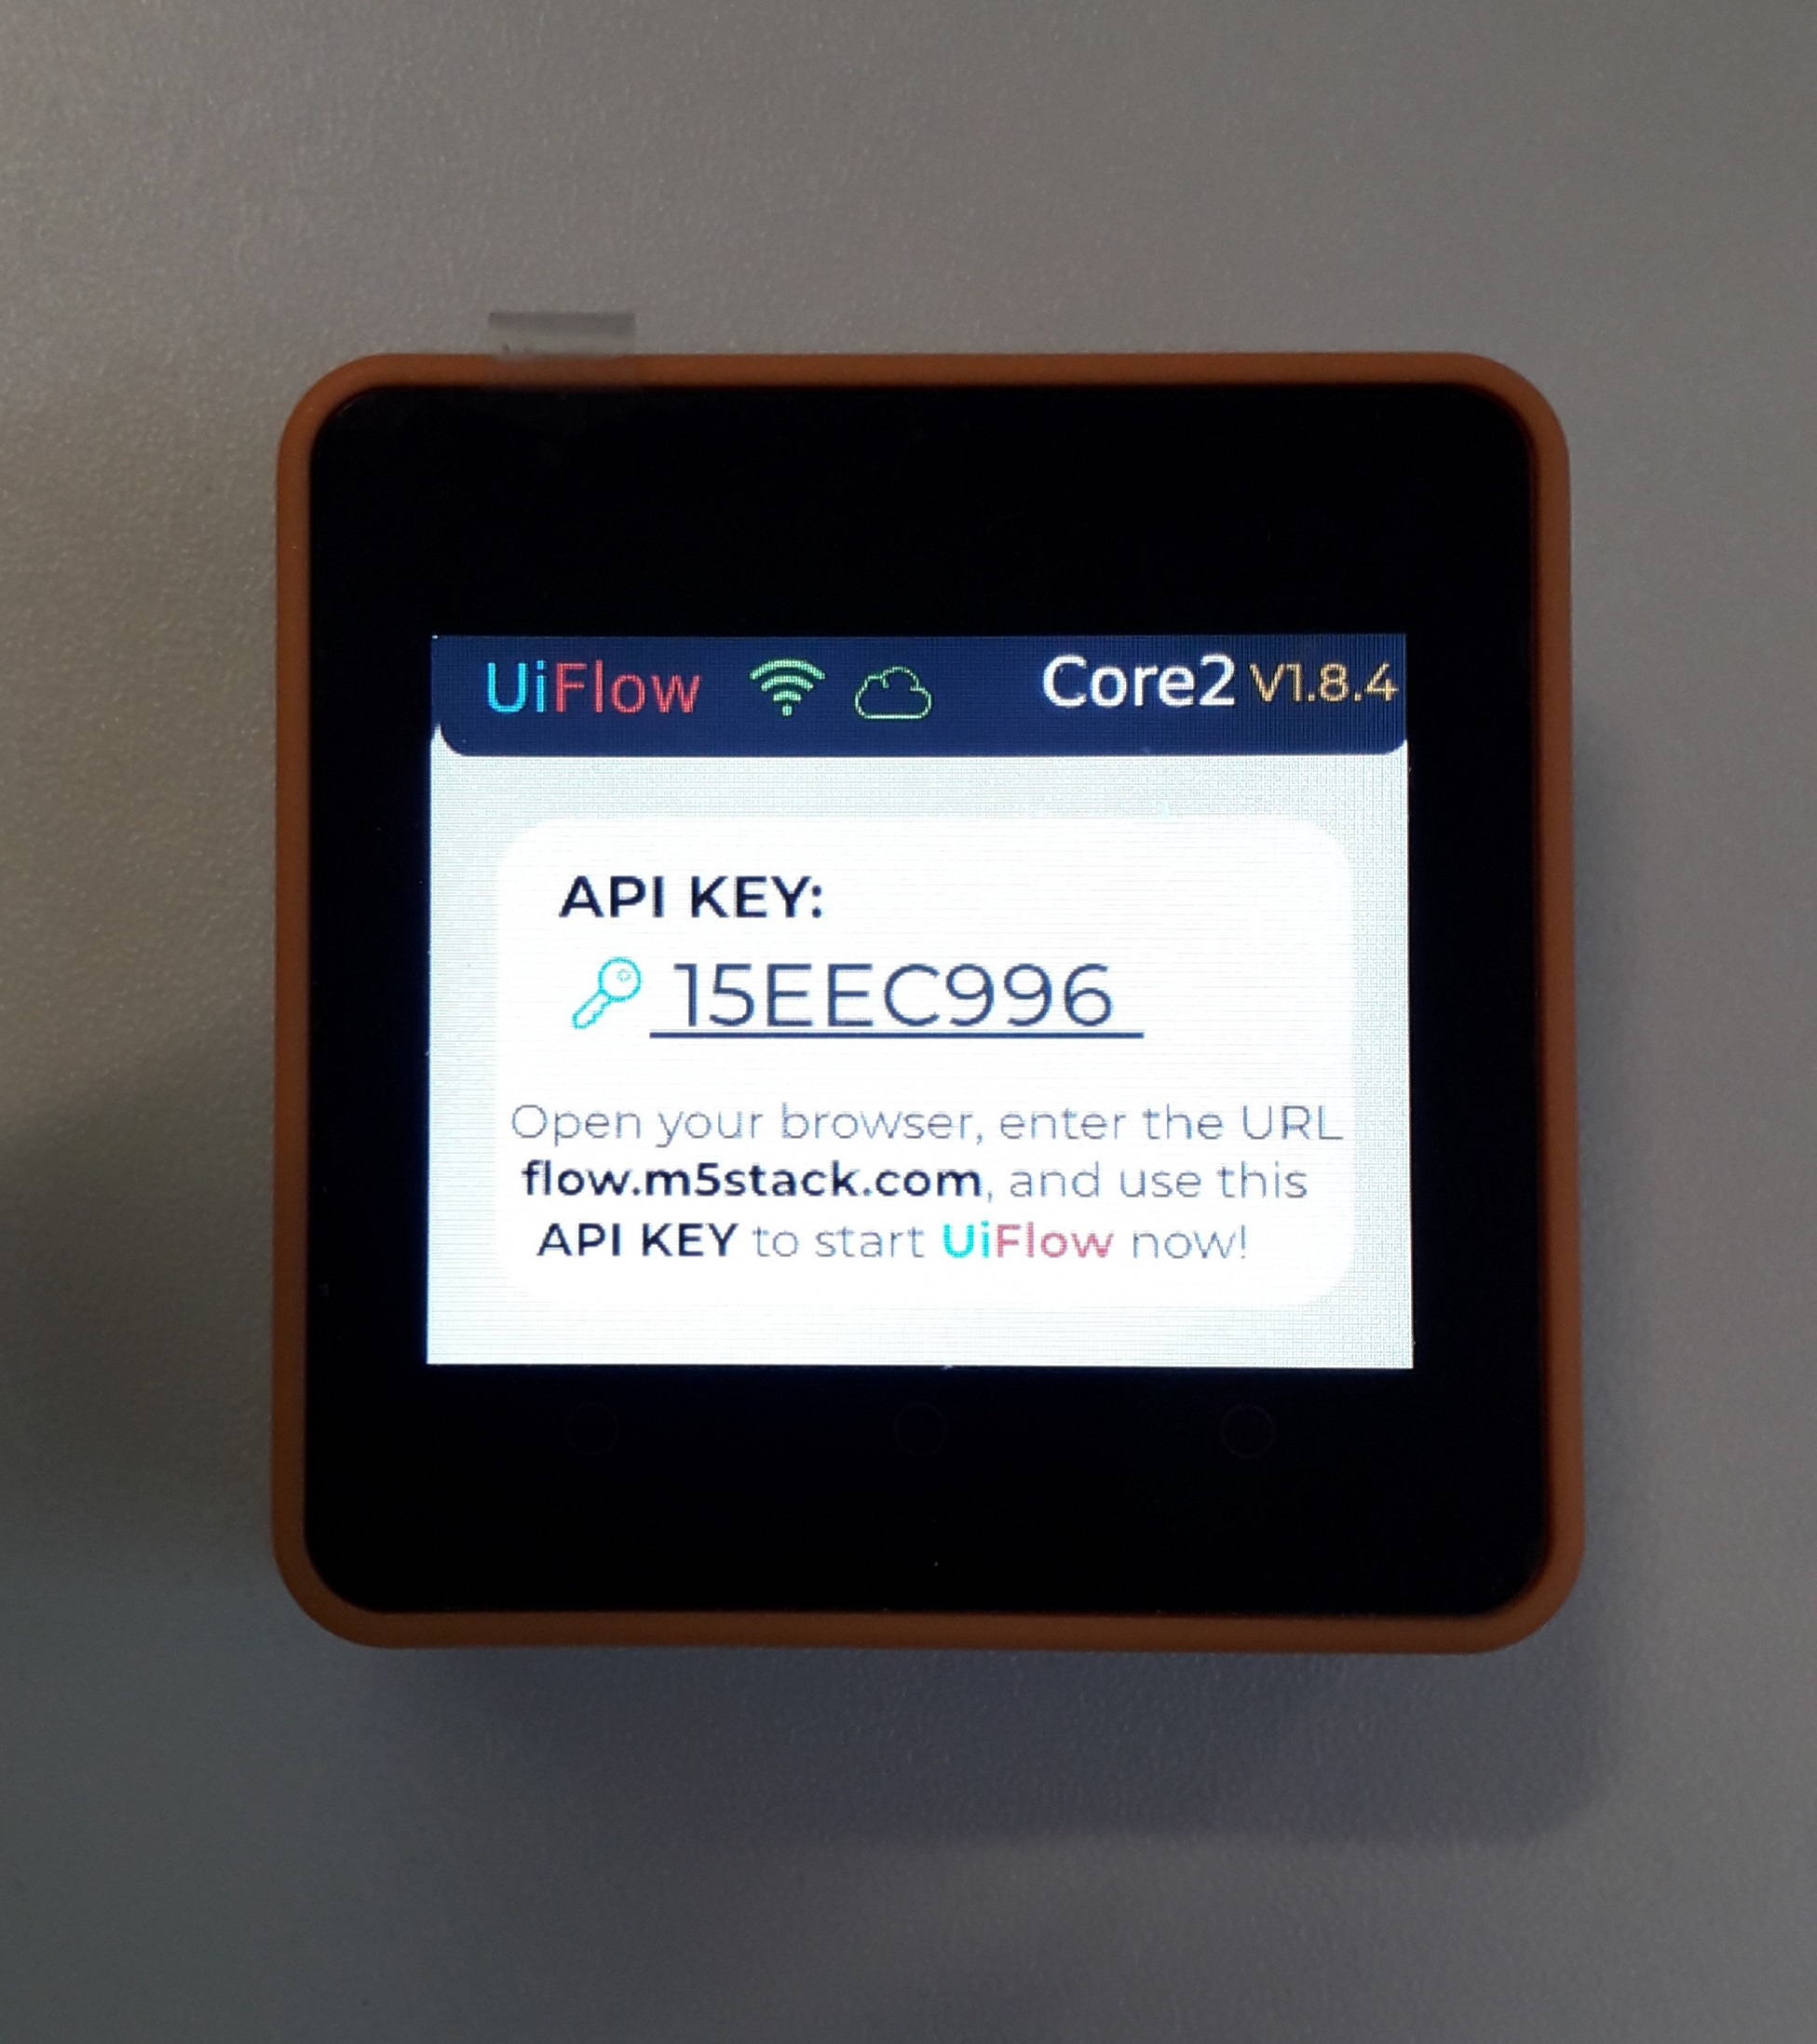 UiFlow Core2 V1.8.4
API KEY:
15EEC996
Open your browser, enter the URL
flow.m5stack.com, and use this
API KEY to start UiFlow now!